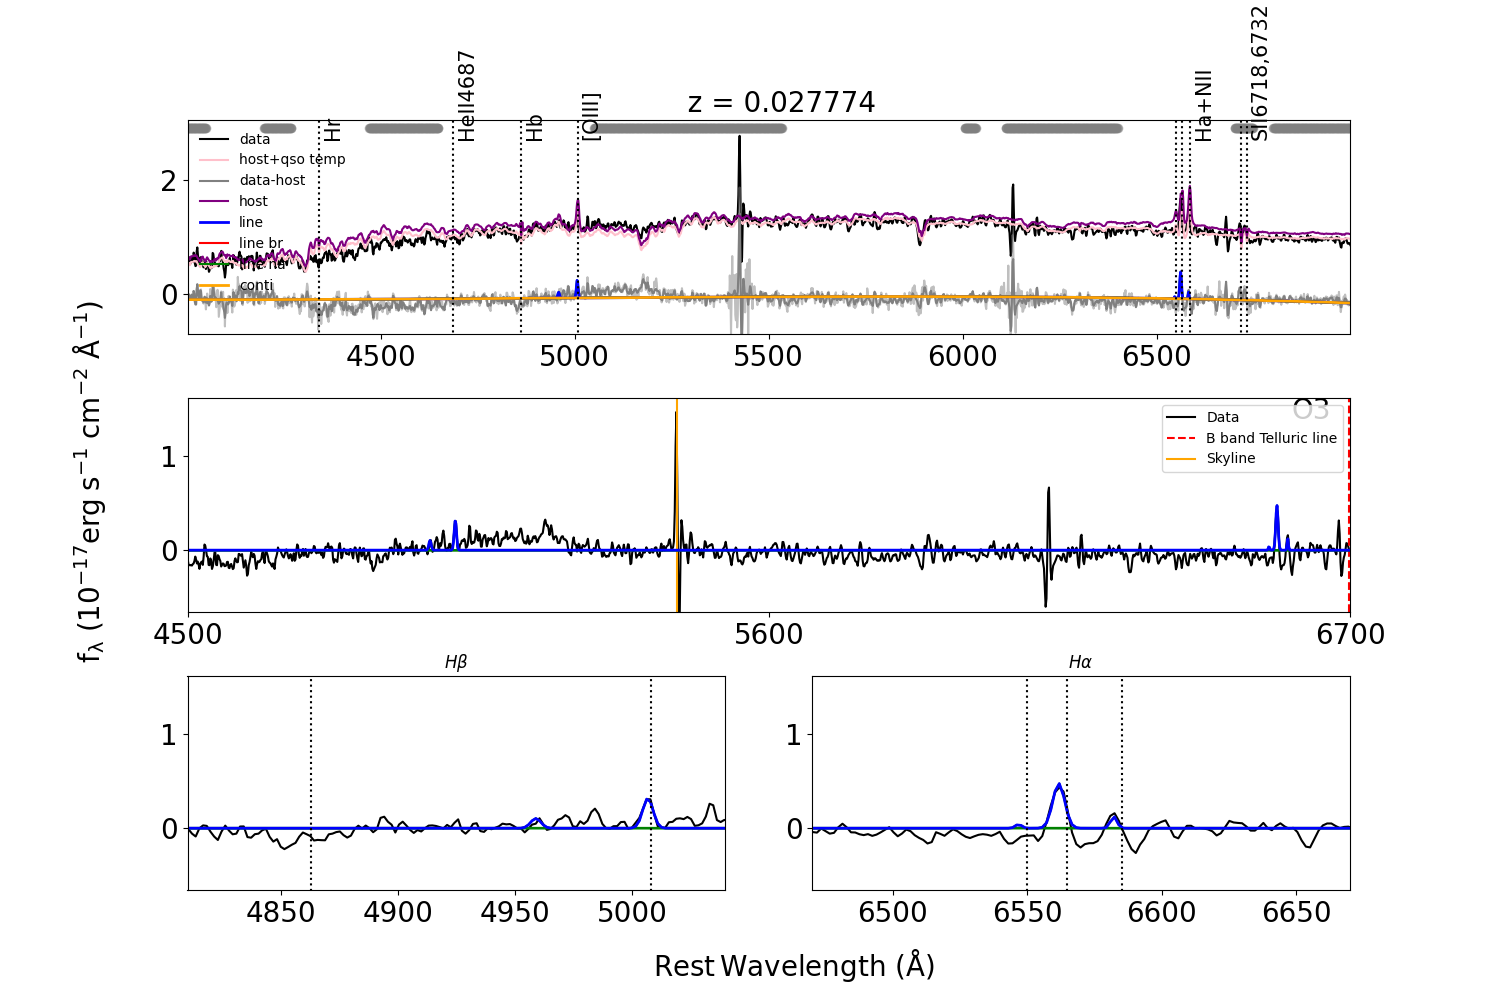 z = 0.027774
Hr
HeII4687
Hb
[OIII]
Ha+NII
SII6718,6732
data
host+qso temp
data-host
host
line
line br
line na
conti
2
0
4500 5000 5500 6000 6500
O3
Data
B band Telluric line
Skyline
1
0
4500 5600 6700
fλ (10⁻¹⁷erg s⁻¹ cm⁻² Å⁻¹)
Hβ
1
0
4850 4900 4950 5000
Hα
1
0
6500 6550 6600 6650
Rest Wavelength (Å)